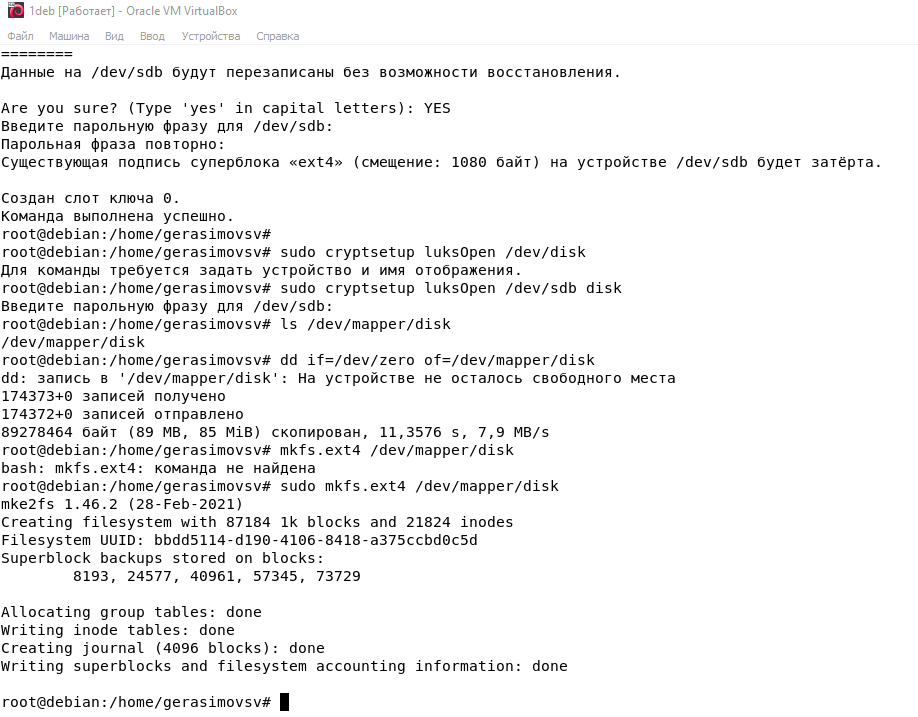 1deb [Работает] - Oracle VM VirtualBox
Файл Машина Вид Ввод Устройства Справка
========
Данные на /dev/sdb будут перезаписаны без возможности восстановления.
Are you sure? (Type 'yes' in capital letters): YES
Введите парольную фразу для /dev/sdb:
Парольная фраза повторно:
Существующая подпись суперблока «ext4» (смещение: 1080 байт) на устройстве /dev/sdb будет затёрта.
Создан слот ключа 0.
Команда выполнена успешно.
root@debian:/home/gerasimovsv#
root@debian:/home/gerasimovsv# sudo cryptsetup luksOpen /dev/disk
Для команды требуется задать устройство и имя отображения.
root@debian:/home/gerasimovsv# sudo cryptsetup luksOpen /dev/sdb disk
Введите парольную фразу для /dev/sdb:
root@debian:/home/gerasimovsv# ls /dev/mapper/disk
/dev/mapper/disk
root@debian:/home/gerasimovsv# dd if=/dev/zero of=/dev/mapper/disk
dd: запись в '/dev/mapper/disk': На устройстве не осталось свободного места
174373+0 записей получено
174372+0 записей отправлено
89278464 байт (89 MB, 85 MiB) скопирован, 11,3576 s, 7,9 MB/s
root@debian:/home/gerasimovsv# mkfs.ext4 /dev/mapper/disk
bash: mkfs.ext4: команда не найдена
root@debian:/home/gerasimovsv# sudo mkfs.ext4 /dev/mapper/disk
mke2fs 1.46.2 (28-Feb-2021)
Creating filesystem with 87184 1k blocks and 21824 inodes
Filesystem UUID: bbdd5114-d190-4106-8418-a375ccbd0c5d
Superblock backups stored on blocks:
8193, 24577, 40961, 57345, 73729
Allocating group tables: done
Writing inode tables: done
Creating journal (4096 blocks): done
Writing superblocks and filesystem accounting information: done
root@debian:/home/gerasimovsv#